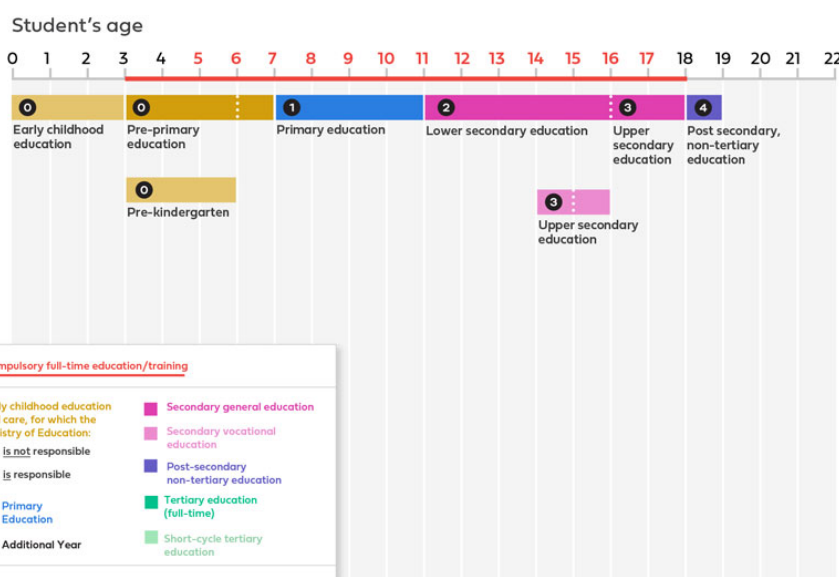 Student's age
0 1 2 3 4 5 6 7 8 9 10 11 12 13 14 15 16 17 18 19 20 21 22
0 0 1 2 3 4
Early childhood
education
Pre-primary
education
Primary education
Lower secondary education
Upper
secondary
education
Post secondary,
non-tertiary
education
0
Pre-kindergarten
3
Upper secondary
education
mpulsory full-time education/training
ly childhood education
care, for which the
istry of Education:
is not responsible
is responsible
Primary
Education
Additional Year
Secondary general education
Secondary vocational
education
Post-secondary
non-tertiary education
Tertiary education
(full-time)
Short-cycle tertiary
education